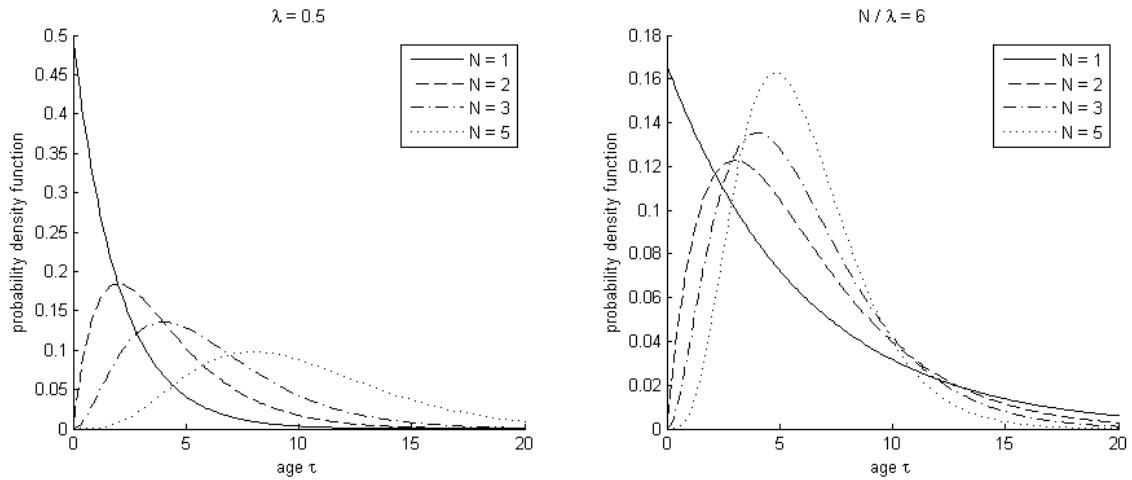 λ = 0.5
0.5
0.45
0.4
0.35
0.3
0.25
0.2
0.15
0.1
0.05
0
probability density function
N = 1
N = 2
N = 3
N = 5
0 5 10 15 20
age τ
N / λ = 6
0.18
0.16
0.14
0.12
0.1
0.08
0.06
0.04
0.02
0
probability density function
N = 1
N = 2
N = 3
N = 5
0 5 10 15 20
age τ